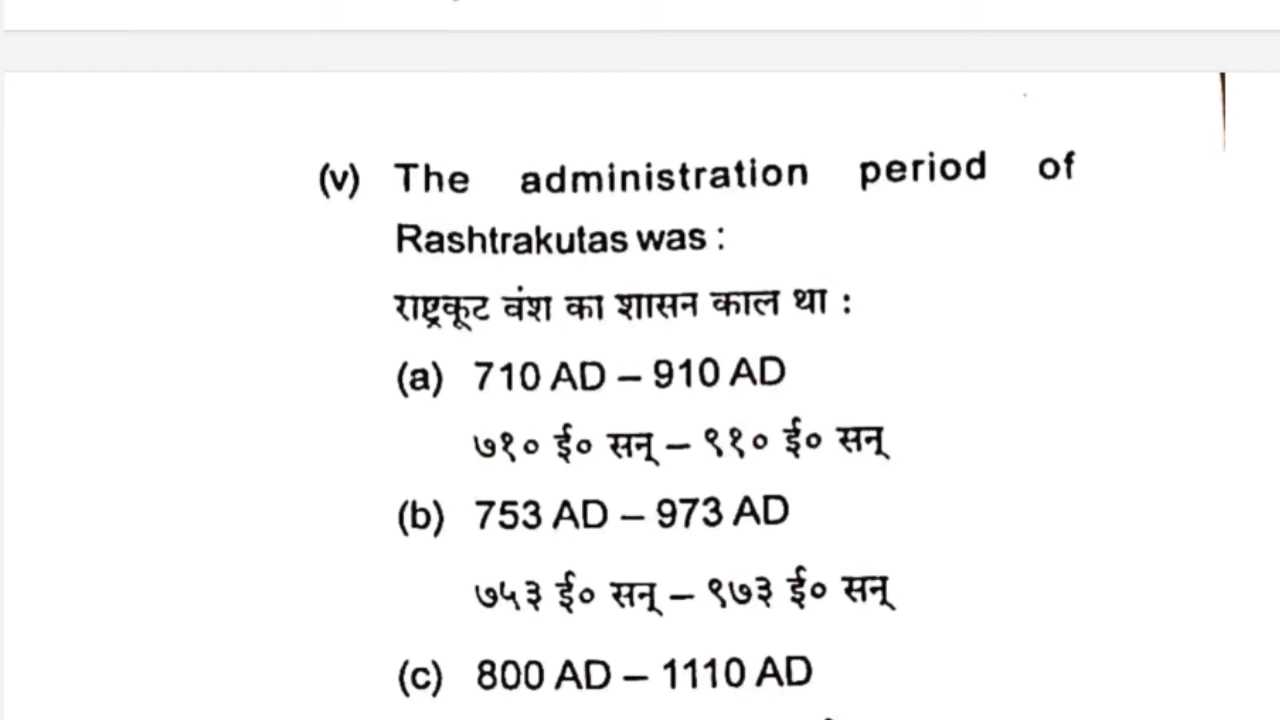 (v) The administration period of
Rashtrakutas was :
राष्ट्रकूट वंश का शासन काल था :
(a) 710 AD – 910 AD
७१० ई० सन् – ९१० ई० सन्
(b) 753 AD – 973 AD
७५३ ई० सन् – ९७३ ई० सन्
(c) 800 AD – 1110 AD